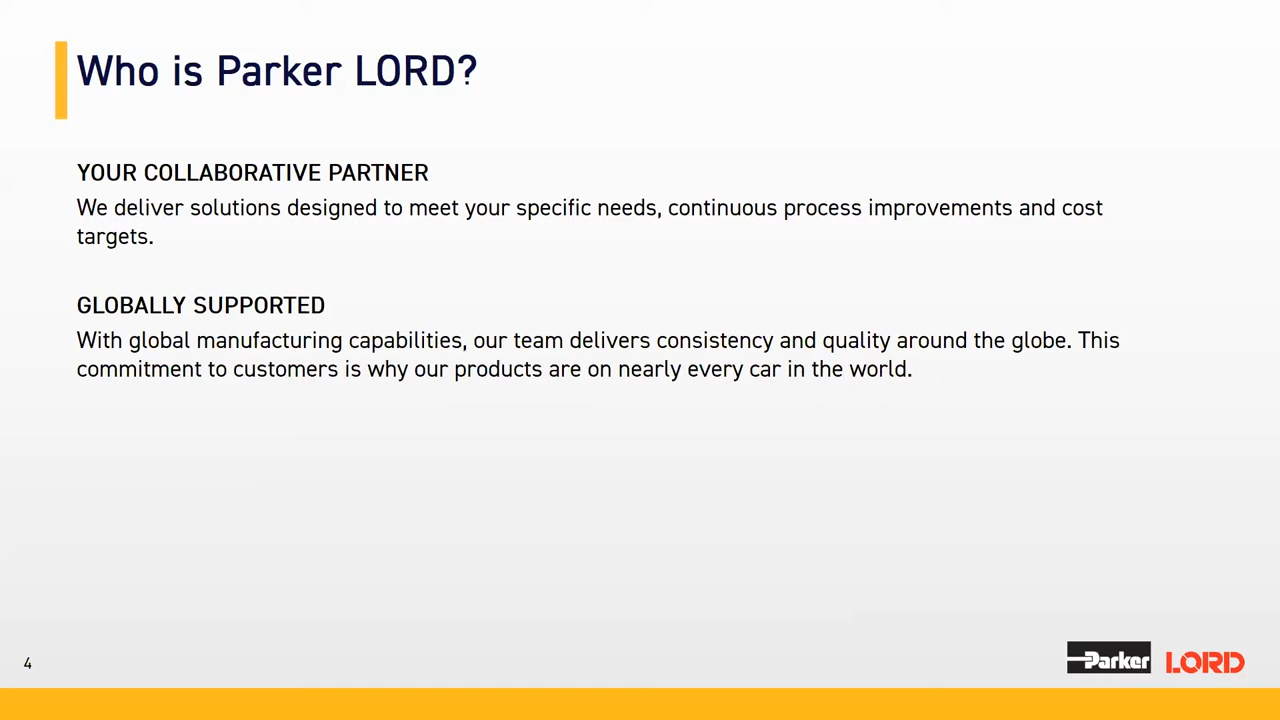 Who is Parker LORD?
YOUR COLLABORATIVE PARTNER
We deliver solutions designed to meet your specific needs, continuous process improvements and cost
targets.
GLOBALLY SUPPORTED
With global manufacturing capabilities, our team delivers consistency and quality around the globe. This
commitment to customers is why our products are on nearly every car in the world.
4
Parker LORD